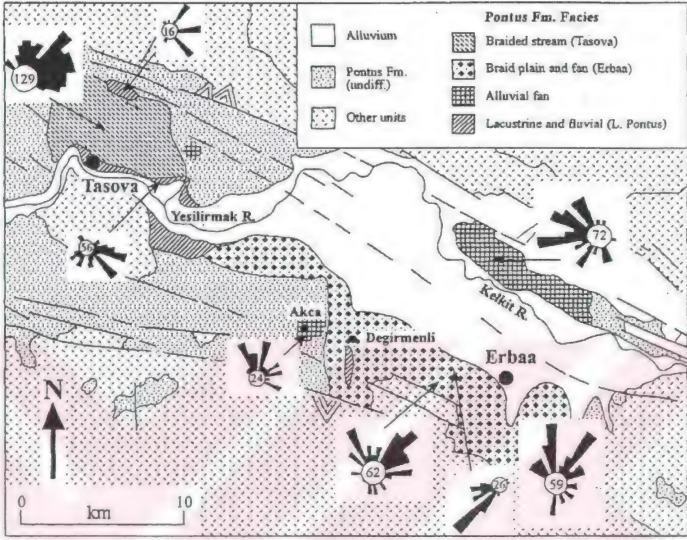 Pontus Fm. Facies
Alluvium
Pontus Fm.
(undiff.)
Other units
Braided stream (Tasova)
Braid plain and fan (Erbaa)
Alluvial fan
Lacustrine and fluvial (L. Pontus)
16
129
Tasova
Yesilirmak R.
56
72
Kelkit R.
Akca
Degirmenli
Erbaa
24
N
62
26
59
0 10
km